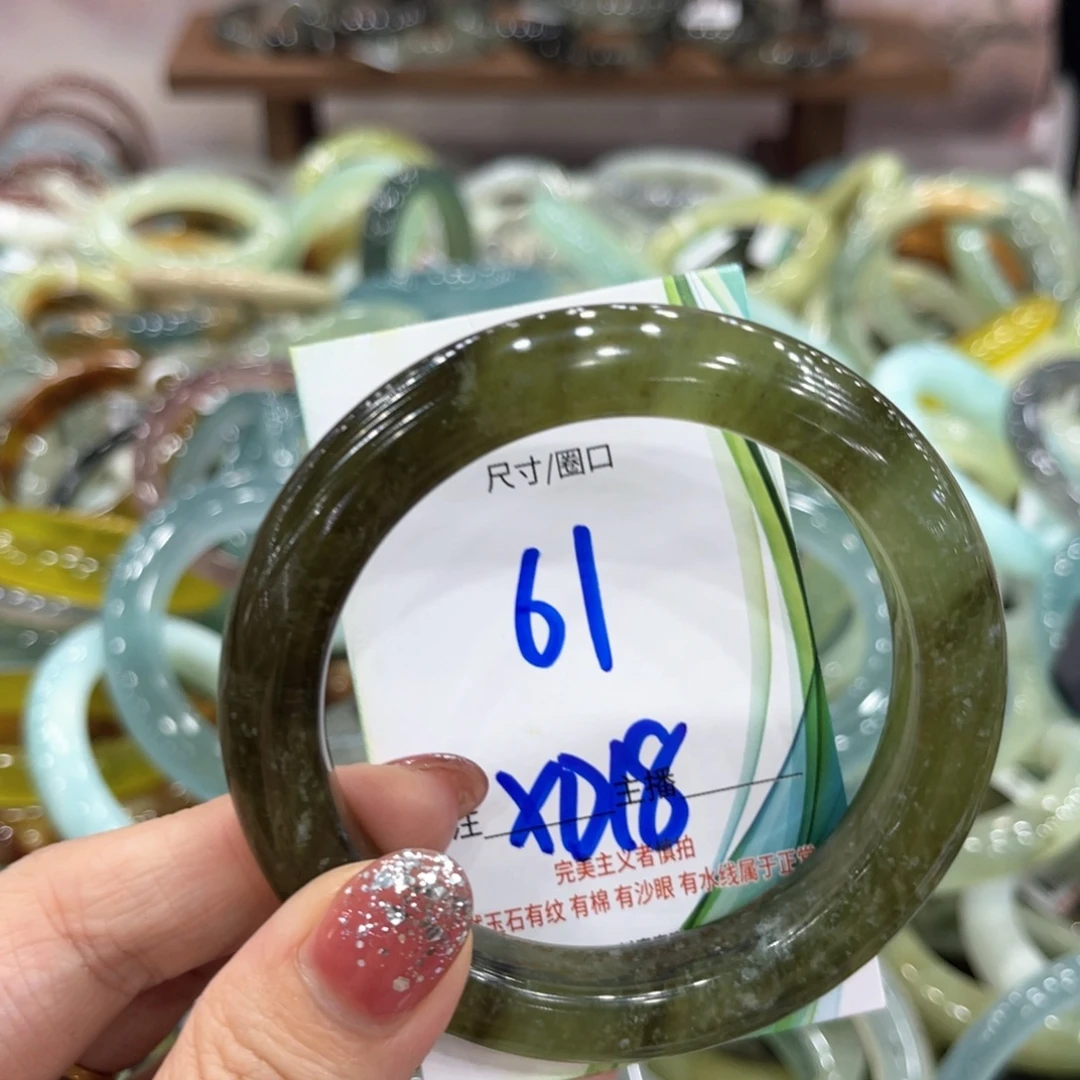 尺寸/圈口
61
注 主播
XD18
完美主义者慎拍
玉石有纹 有棉 有沙眼 有水线属于正常